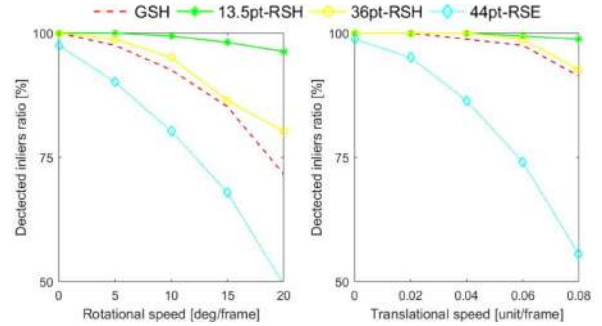 GSH 13.5pt-RSH 36pt-RSH 44pt-RSE
100
75
50
Dectected inliers ratio [%]
0 5 10 15 20
Rotational speed [deg/frame]
100
75
50
Dectected inliers ratio [%]
0 0.02 0.04 0.06 0.08
Translational speed [unit/frame]